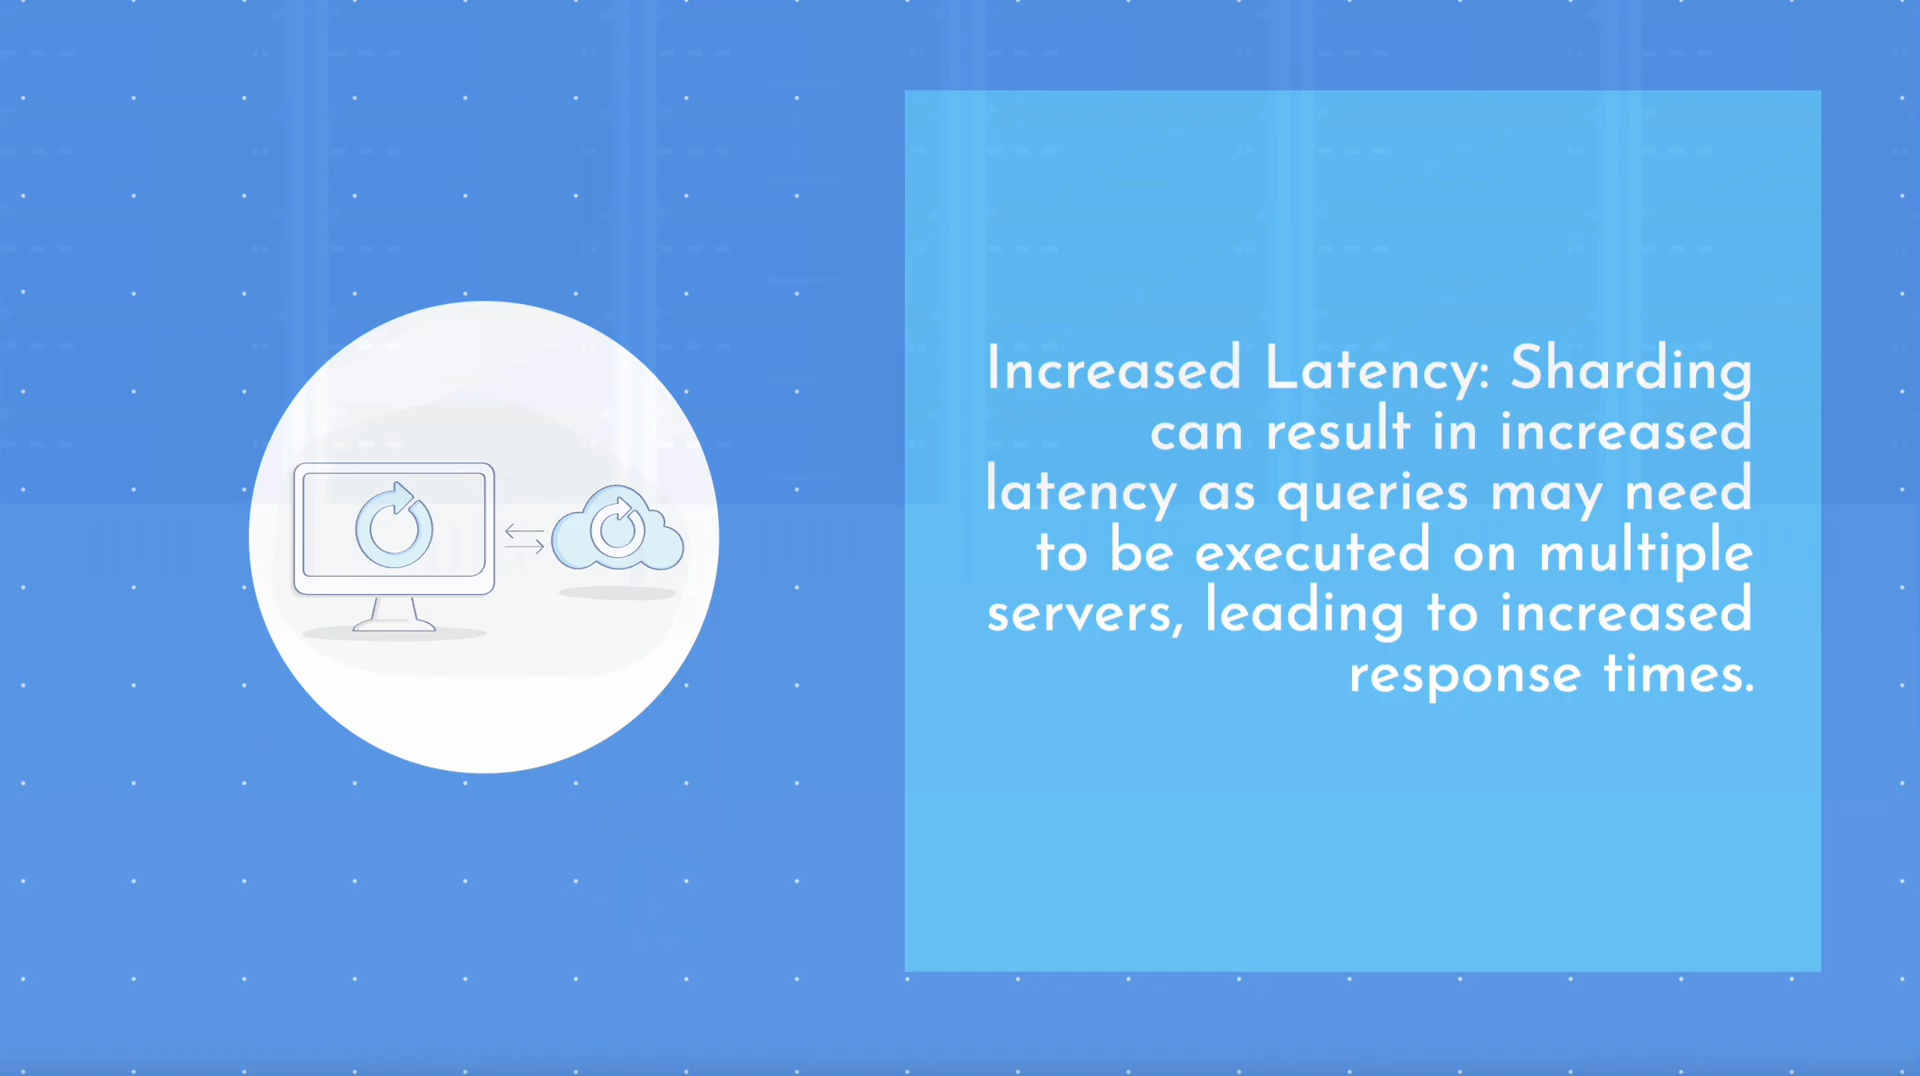 Increased Latency: Sharding
can result in increased
latency as queries may need
to be executed on multiple
servers, leading to increased
response times.